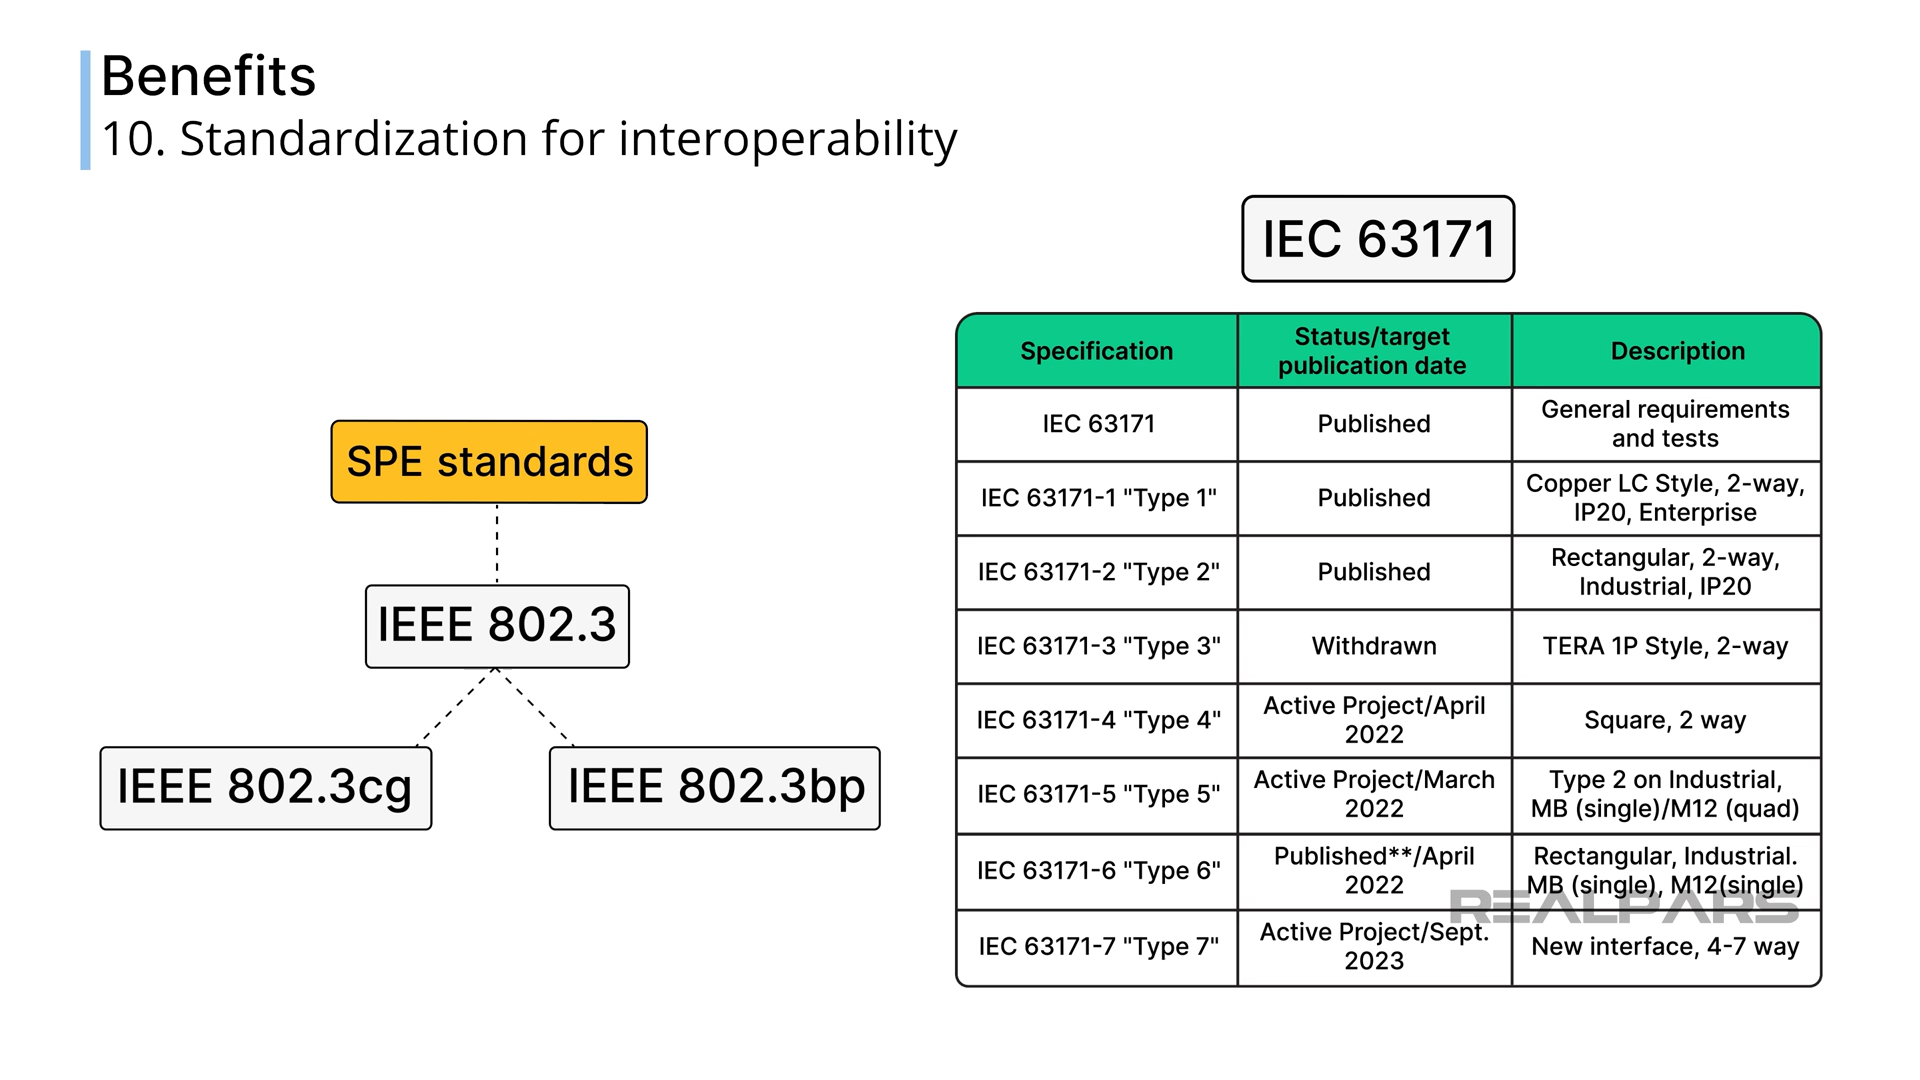 Benefits
10. Standardization for interoperability
SPE standards
IEEE 802.3
IEEE 802.3cg
IEEE 802.3bp
IEC 63171
Specification
Status/target
publication date
Description
IEC 63171
Published
General requirements
and tests
IEC 63171-1 "Type 1"
Published
Copper LC Style, 2-way,
IP20, Enterprise
IEC 63171-2 "Type 2"
Published
Rectangular, 2-way,
Industrial, IP20
IEC 63171-3 "Type 3"
Withdrawn
TERA 1P Style, 2-way
IEC 63171-4 "Type 4"
Active Project/April
2022
Square, 2 way
IEC 63171-5 "Type 5"
Active Project/March
2022
Type 2 on Industrial,
MB (single)/M12 (quad)
IEC 63171-6 "Type 6"
Published**/April
2022
Rectangular, Industrial.
MB (single), M12(single)
REALPARS
IEC 63171-7 "Type 7"
Active Project/Sept.
2023
New interface, 4-7 way